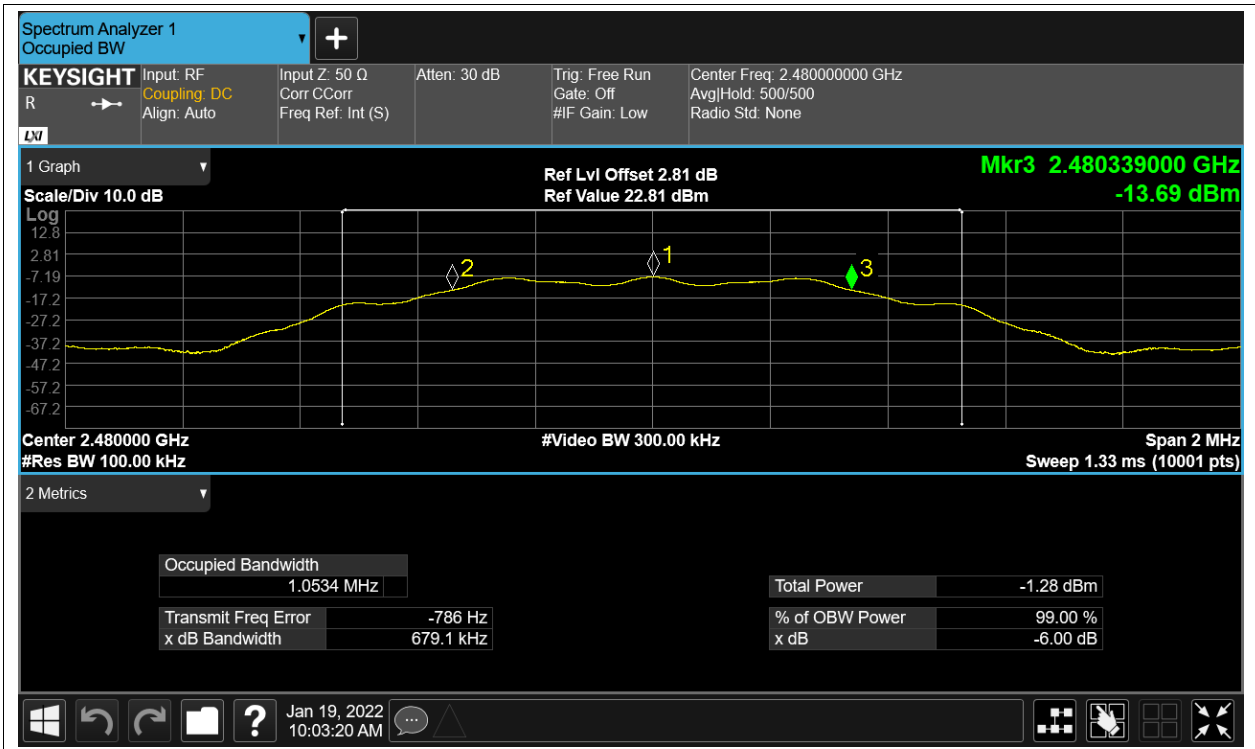 Spectrum Analyzer 1
Occupied BW
KEYSIGHT
R
LXI
Input: RF
Coupling: DC
Align: Auto
Input Z: 50 Ω
Corr CCorr
Freq Ref: Int (S)
Atten: 30 dB
Trig: Free Run
Gate: Off
#IF Gain: Low
Center Freq: 2.480000000 GHz
Avg|Hold: 500/500
Radio Std: None
1 Graph
Scale/Div 10.0 dB
Ref Lvl Offset 2.81 dB
Ref Value 22.81 dBm
Mkr3 2.480339000 GHz
-13.69 dBm
Log
12.8
2.81
-7.19
-17.2
-27.2
-37.2
-47.2
-57.2
-67.2
2
1
3
Center 2.480000 GHz
#Res BW 100.00 kHz
#Video BW 300.00 kHz
Span 2 MHz
Sweep 1.33 ms (10001 pts)
2 Metrics
Occupied Bandwidth
1.0534 MHz
Transmit Freq Error -786 Hz
x dB Bandwidth 679.1 kHz
Total Power -1.28 dBm
% of OBW Power 99.00 %
x dB -6.00 dB
?
Jan 19, 2022
10:03:20 AM